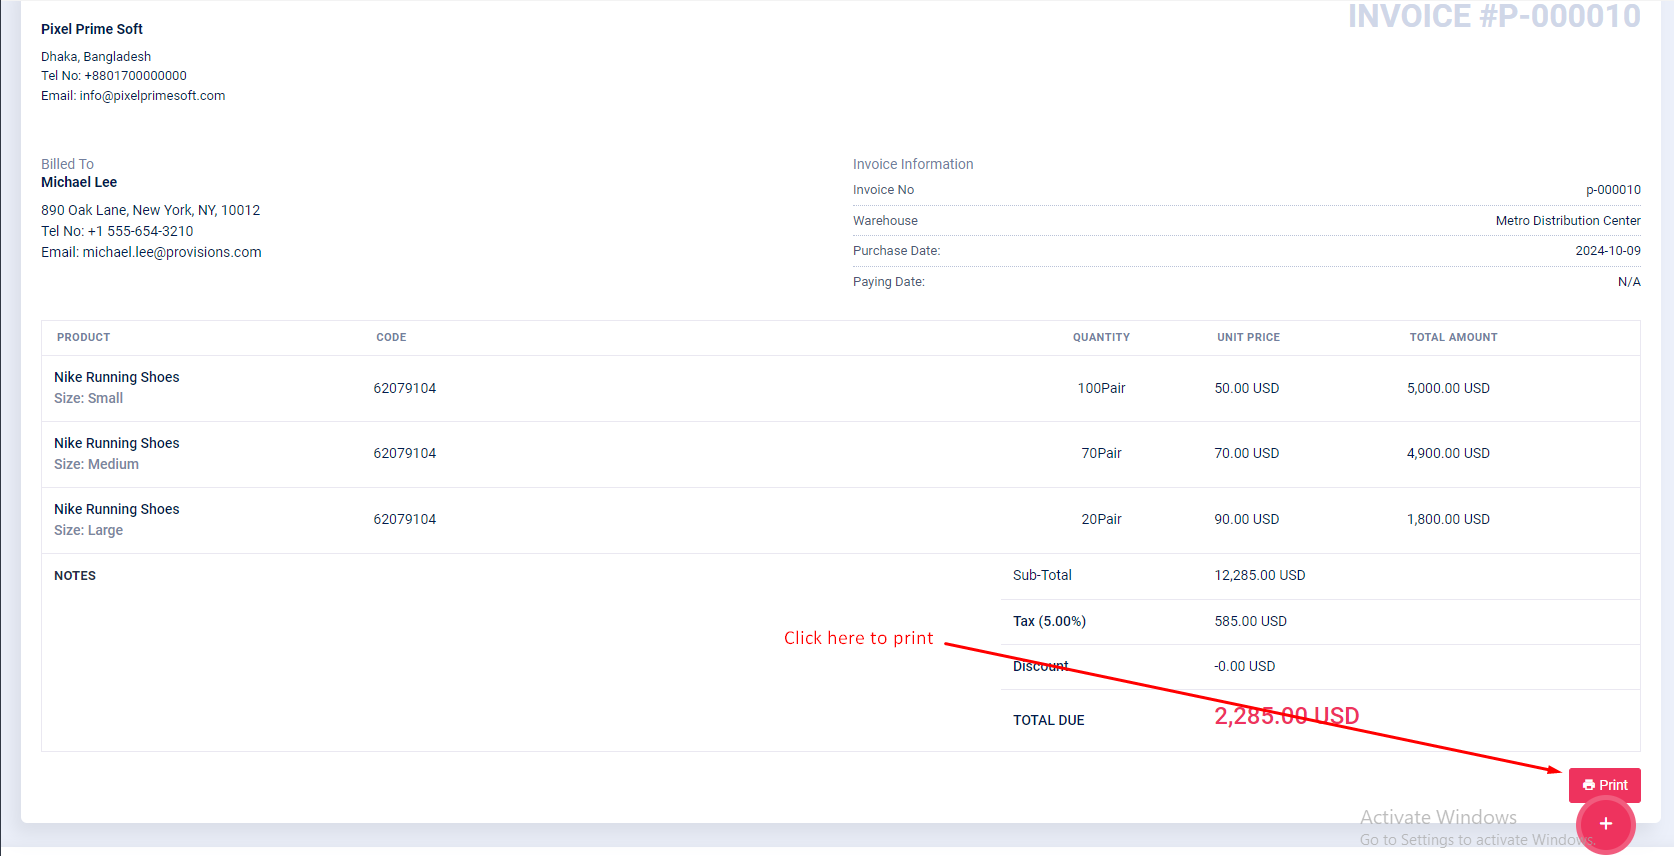 INVOICE #P-000010
Pixel Prime Soft
Dhaka, Bangladesh
Tel No: +8801700000000
Email: info@pixelprimesoft.com
Billed To
Michael Lee
890 Oak Lane, New York, NY, 10012
Tel No: +1 555-654-3210
Email: michael.lee@provisions.com
Invoice Information
Invoice No p-000010
Warehouse Metro Distribution Center
Purchase Date: 2024-10-09
Paying Date: N/A
PRODUCT CODE QUANTITY UNIT PRICE TOTAL AMOUNT
Nike Running Shoes
Size: Small
62079104 100Pair 50.00 USD 5,000.00 USD
Nike Running Shoes
Size: Medium
62079104 70Pair 70.00 USD 4,900.00 USD
Nike Running Shoes
Size: Large
62079104 20Pair 90.00 USD 1,800.00 USD
NOTES
Sub-Total 12,285.00 USD
Tax (5.00%) 585.00 USD
Click here to print
Discount -0.00 USD
TOTAL DUE 2,285.00 USD
Print
+
Activate Windows
Go to Settings to activate Windows.